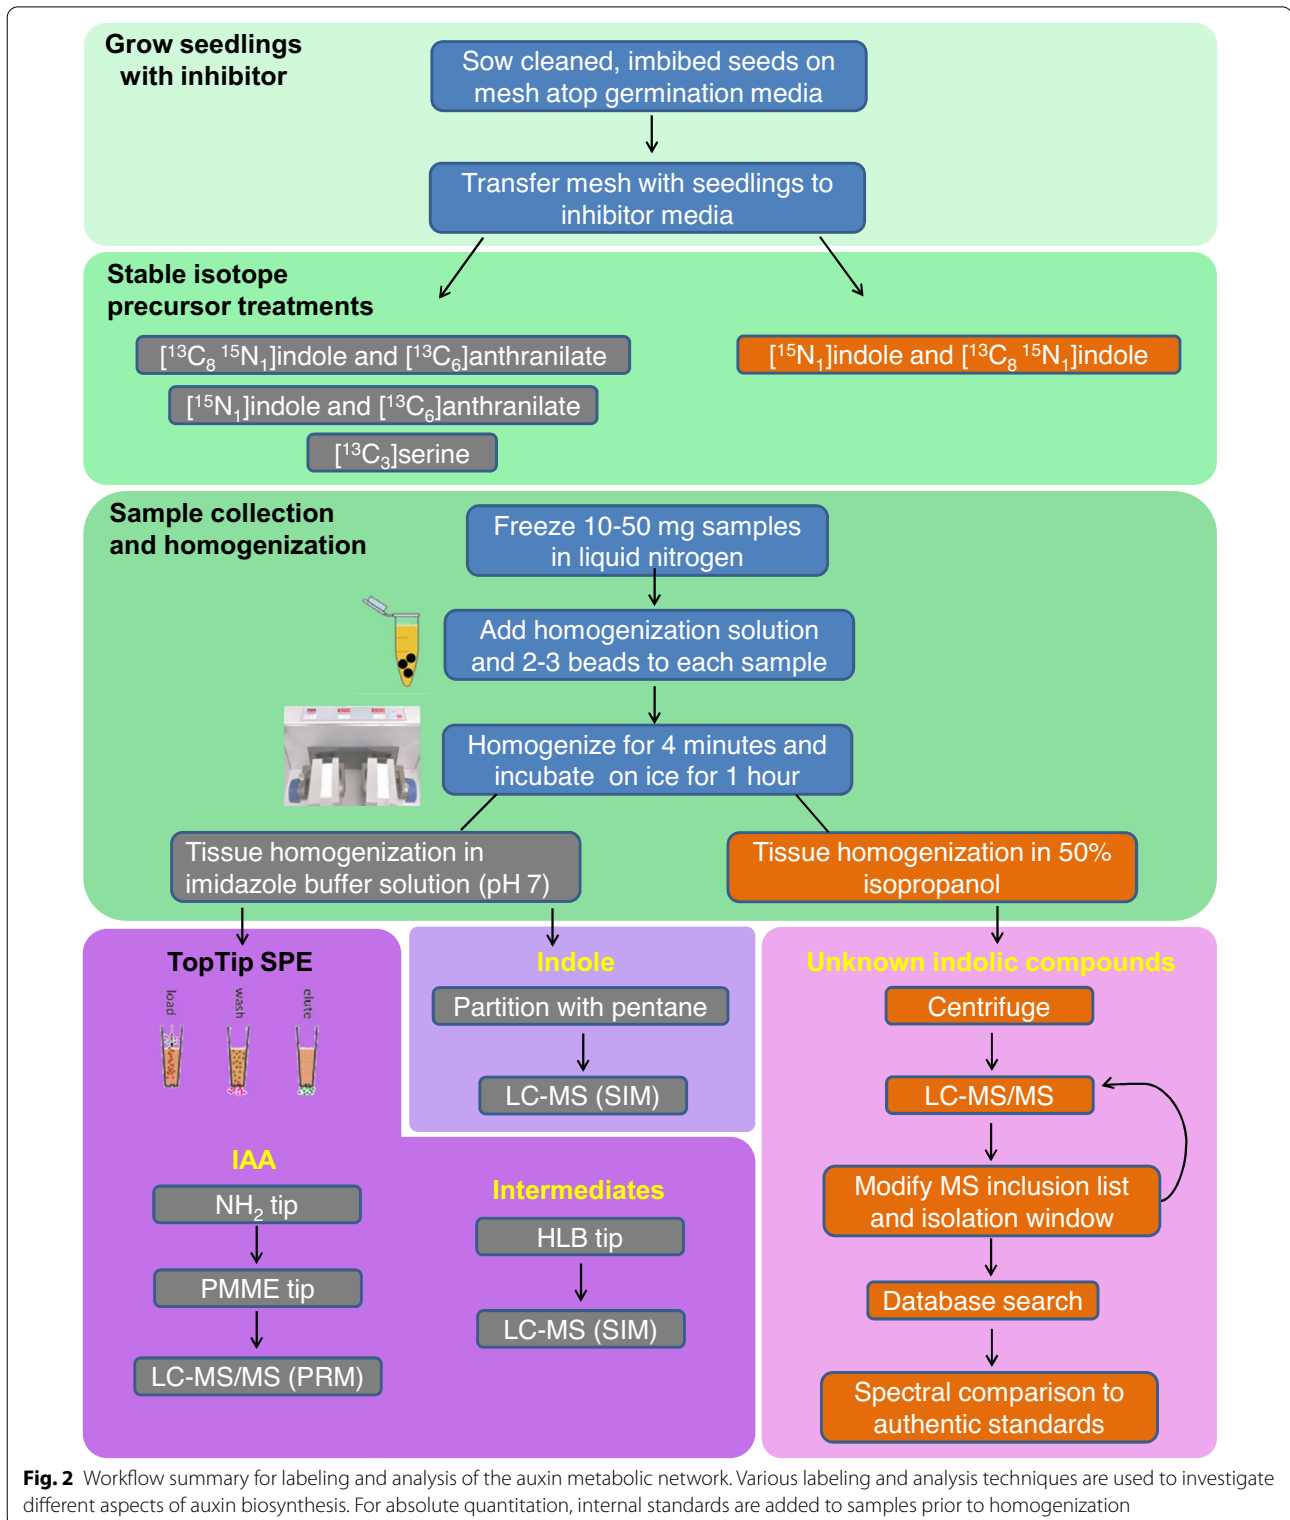 Grow seedlings
with inhibitor
Sow cleaned, imbibed seeds on
mesh atop germination media
Transfer mesh with seedlings to
inhibitor media
Stable isotope
precursor treatments
[¹³C₈ ¹⁵N₁]indole and [¹³C₆]anthranilate
[¹⁵N₁]indole and [¹³C₆]anthranilate
[¹³C₃]serine
[¹⁵N₁]indole and [¹³C₈ ¹⁵N₁]indole
Sample collection
and homogenization
Freeze 10-50 mg samples
in liquid nitrogen
Add homogenization solution
and 2-3 beads to each sample
Homogenize for 4 minutes and
incubate on ice for 1 hour
Tissue homogenization in
imidazole buffer solution (pH 7)
Tissue homogenization in 50%
isopropanol
TopTip SPE
load
wash
elute
IAA
NH₂ tip
PMME tip
LC-MS/MS (PRM)
Indole
Partition with pentane
LC-MS (SIM)
Intermediates
HLB tip
LC-MS (SIM)
Unknown indolic compounds
Centrifuge
LC-MS/MS
Modify MS inclusion list
and isolation window
Database search
Spectral comparison to
authentic standards
Fig. 2 Workflow summary for labeling and analysis of the auxin metabolic network. Various labeling and analysis techniques are used to investigate
different aspects of auxin biosynthesis. For absolute quantitation, internal standards are added to samples prior to homogenization